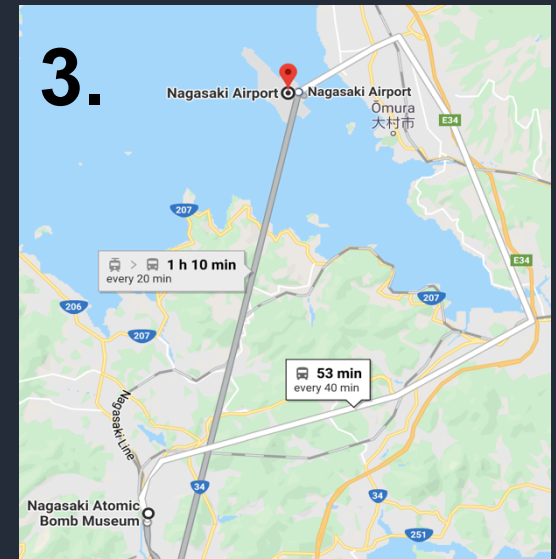 3.
Nagasaki Airport
Nagasaki Airport
Ōmura
大村市
E34
207
1 h 10 min
every 20 min
E34
206
207
207
53 min
every 40 min
Nagasaki Line
34
34
Nagasaki Atomic
Bomb Museum
251